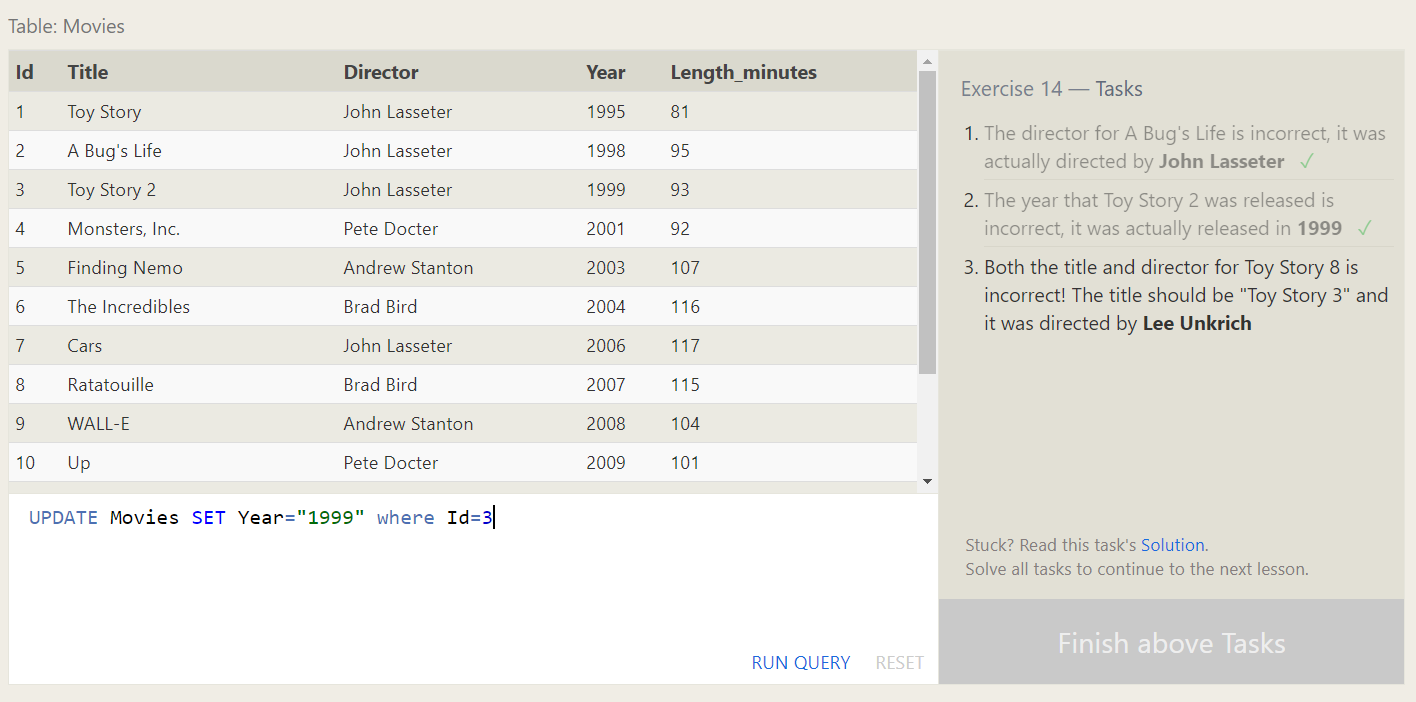 Table: Movies
Id Title Director Year Length_minutes
1 Toy Story John Lasseter 1995 81
2 A Bug's Life John Lasseter 1998 95
3 Toy Story 2 John Lasseter 1999 93
4 Monsters, Inc. Pete Docter 2001 92
5 Finding Nemo Andrew Stanton 2003 107
6 The Incredibles Brad Bird 2004 116
7 Cars John Lasseter 2006 117
8 Ratatouille Brad Bird 2007 115
9 WALL-E Andrew Stanton 2008 104
10 Up Pete Docter 2009 101
UPDATE Movies SET Year="1999" where Id=3
RUN QUERY RESET
Exercise 14 — Tasks
1. The director for A Bug's Life is incorrect, it was
actually directed by John Lasseter ✓
2. The year that Toy Story 2 was released is
incorrect, it was actually released in 1999 ✓
3. Both the title and director for Toy Story 8 is
incorrect! The title should be "Toy Story 3" and
it was directed by Lee Unkrich
Stuck? Read this task's Solution.
Solve all tasks to continue to the next lesson.
Finish above Tasks